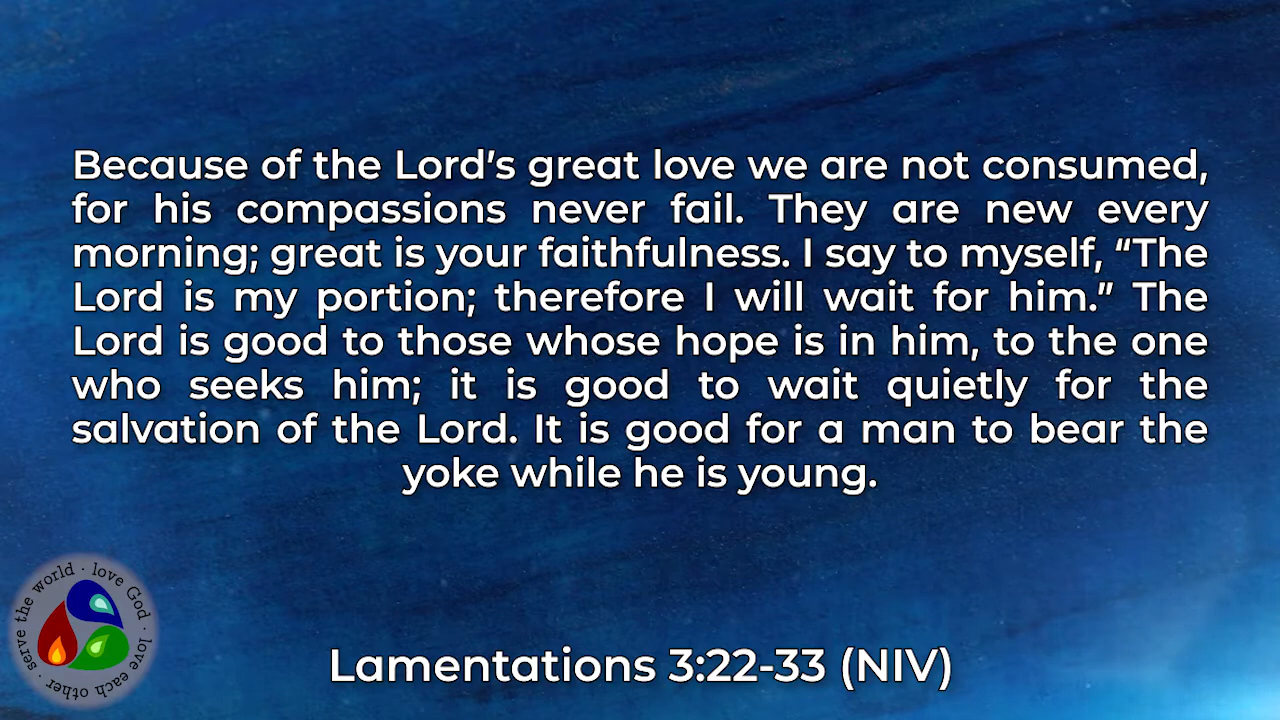 Because of the Lord's great love we are not consumed,
for his compassions never fail. They are new every
morning; great is your faithfulness. I say to myself, “The
Lord is my portion; therefore I will wait for him.” The
Lord is good to those whose hope is in him, to the one
who seeks him; it is good to wait quietly for the
salvation of the Lord. It is good for a man to bear the
yoke while he is young.
serve the world · love God · love each other ·
Lamentations 3:22-33 (NIV)